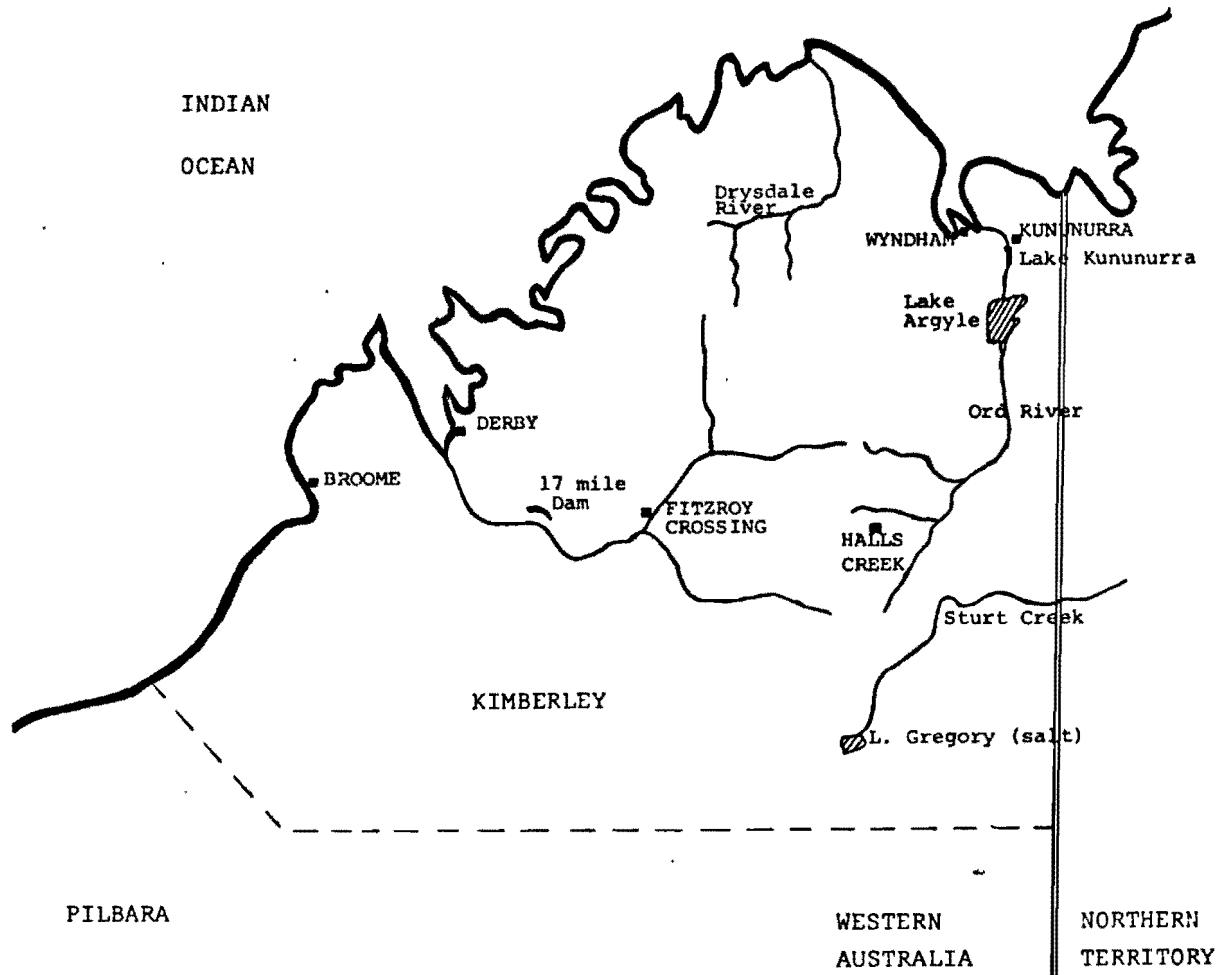 INDIAN
OCEAN
Drysdale
River
WYNDHAM
KUNUNURRA
Lake Kununurra
Lake
Argyle
Ord River
DERBY
BROOME
17 mile
Dam
FITZROY
CROSSING
HALLS
CREEK
Sturt Creek
KIMBERLEY
L. Gregory (salt)
PILBARA
WESTERN
AUSTRALIA
NORTHERN
TERRITORY